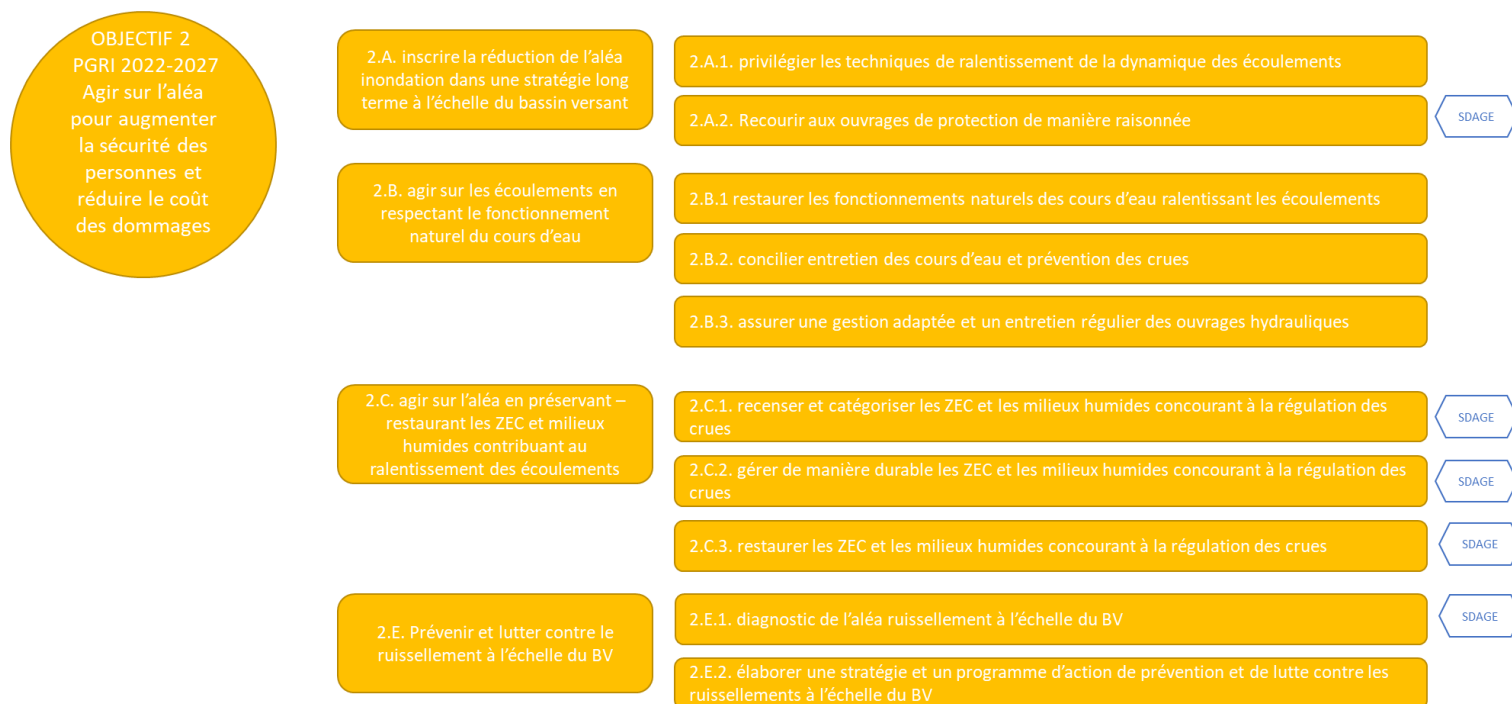 OBJECTIF 2
PGRI 2022-2027
Agir sur l'aléa
pour augmenter
la sécurité des
personnes et
réduire le coût
des dommages
2.A. inscrire la réduction de l'aléa
inondation dans une stratégie long
terme à l'échelle du bassin versant
2.A.1. privilégier les techniques de ralentissement de la dynamique des écoulements
2.A.2. Recourir aux ouvrages de protection de manière raisonnée
SDAGE
2.B. agir sur les écoulements en
respectant le fonctionnement
naturel du cours d'eau
2.B.1 restaurer les fonctionnements naturels des cours d'eau ralentissant les écoulements
2.B.2. concilier entretien des cours d'eau et prévention des crues
2.B.3. assurer une gestion adaptée et un entretien régulier des ouvrages hydrauliques
2.C. agir sur l'aléa en préservant –
restaurant les ZEC et milieux
humides contribuant au
ralentissement des écoulements
2.C.1. recenser et catégoriser les ZEC et les milieux humides concourant à la régulation des
crues
SDAGE
2.C.2. gérer de manière durable les ZEC et les milieux humides concourant à la régulation des
crues
SDAGE
2.C.3. restaurer les ZEC et les milieux humides concourant à la régulation des crues
SDAGE
2.E. Prévenir et lutter contre le
ruissellement à l'échelle du BV
2.E.1. diagnostic de l'aléa ruissellement à l'échelle du BV
SDAGE
2.E.2. élaborer une stratégie et un programme d'action de prévention et de lutte contre les
ruissellements à l'échelle du BV